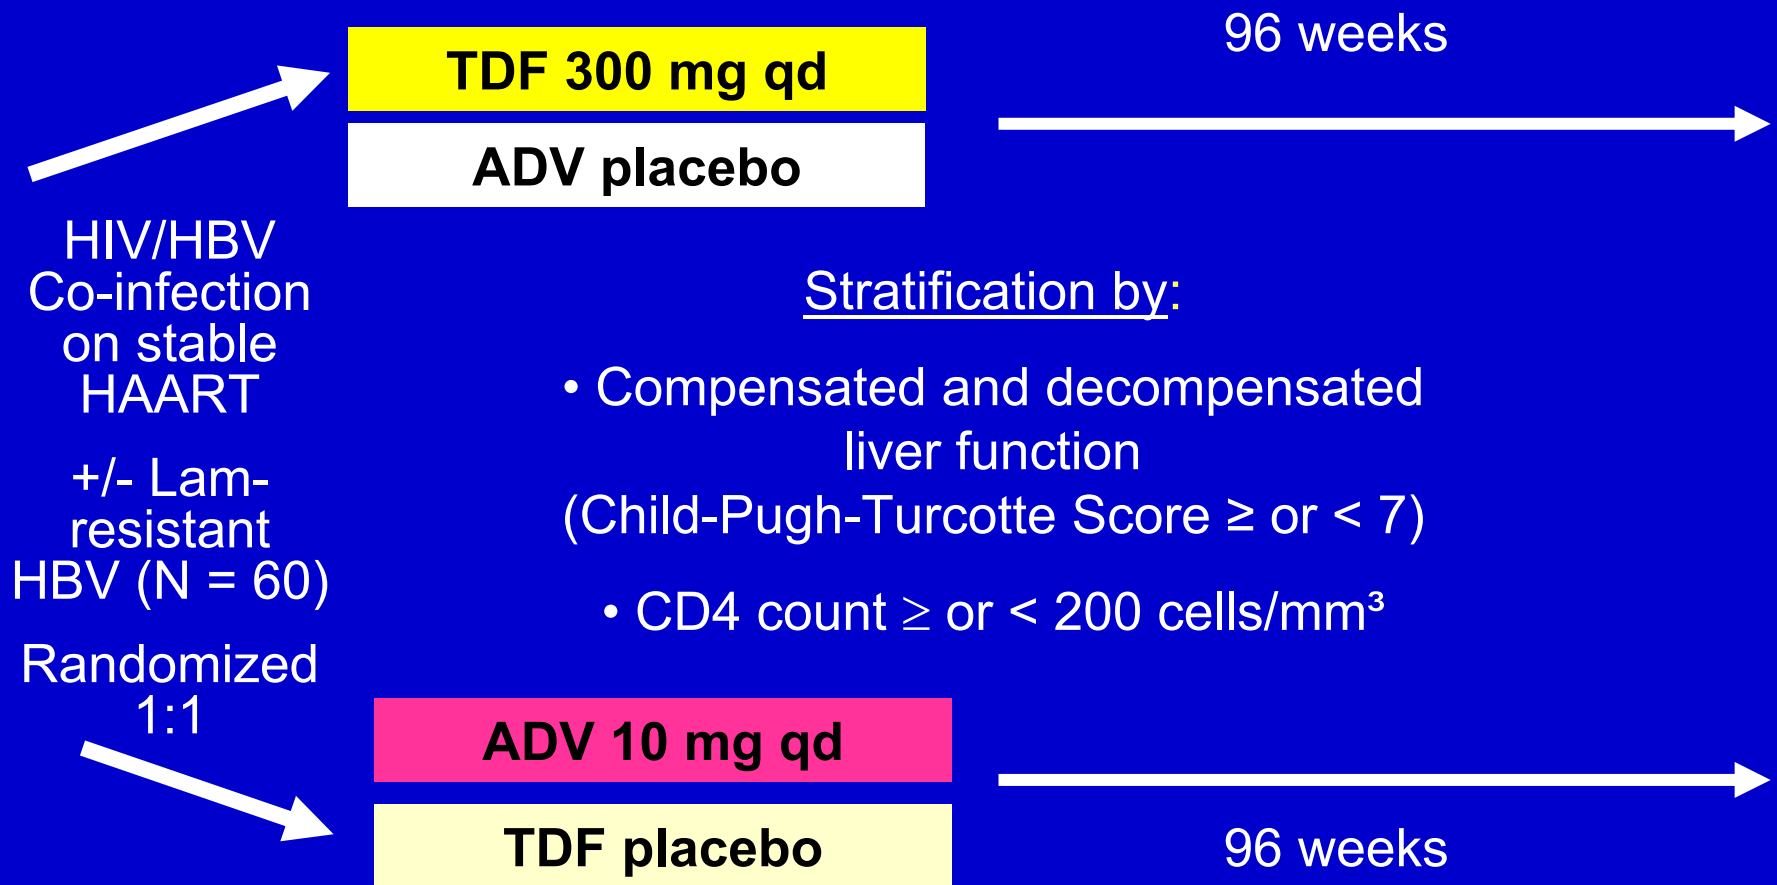 96 weeks
TDF 300 mg qd
ADV placebo
HIV/HBV
Co-infection
on stable
HAART
+/- Lam-
resistant
HBV (N = 60)
Randomized
1:1
Stratification by:
• Compensated and decompensated
liver function
(Child-Pugh-Turcotte Score ≥ or < 7)
• CD4 count ≥ or < 200 cells/mm³
ADV 10 mg qd
TDF placebo
96 weeks